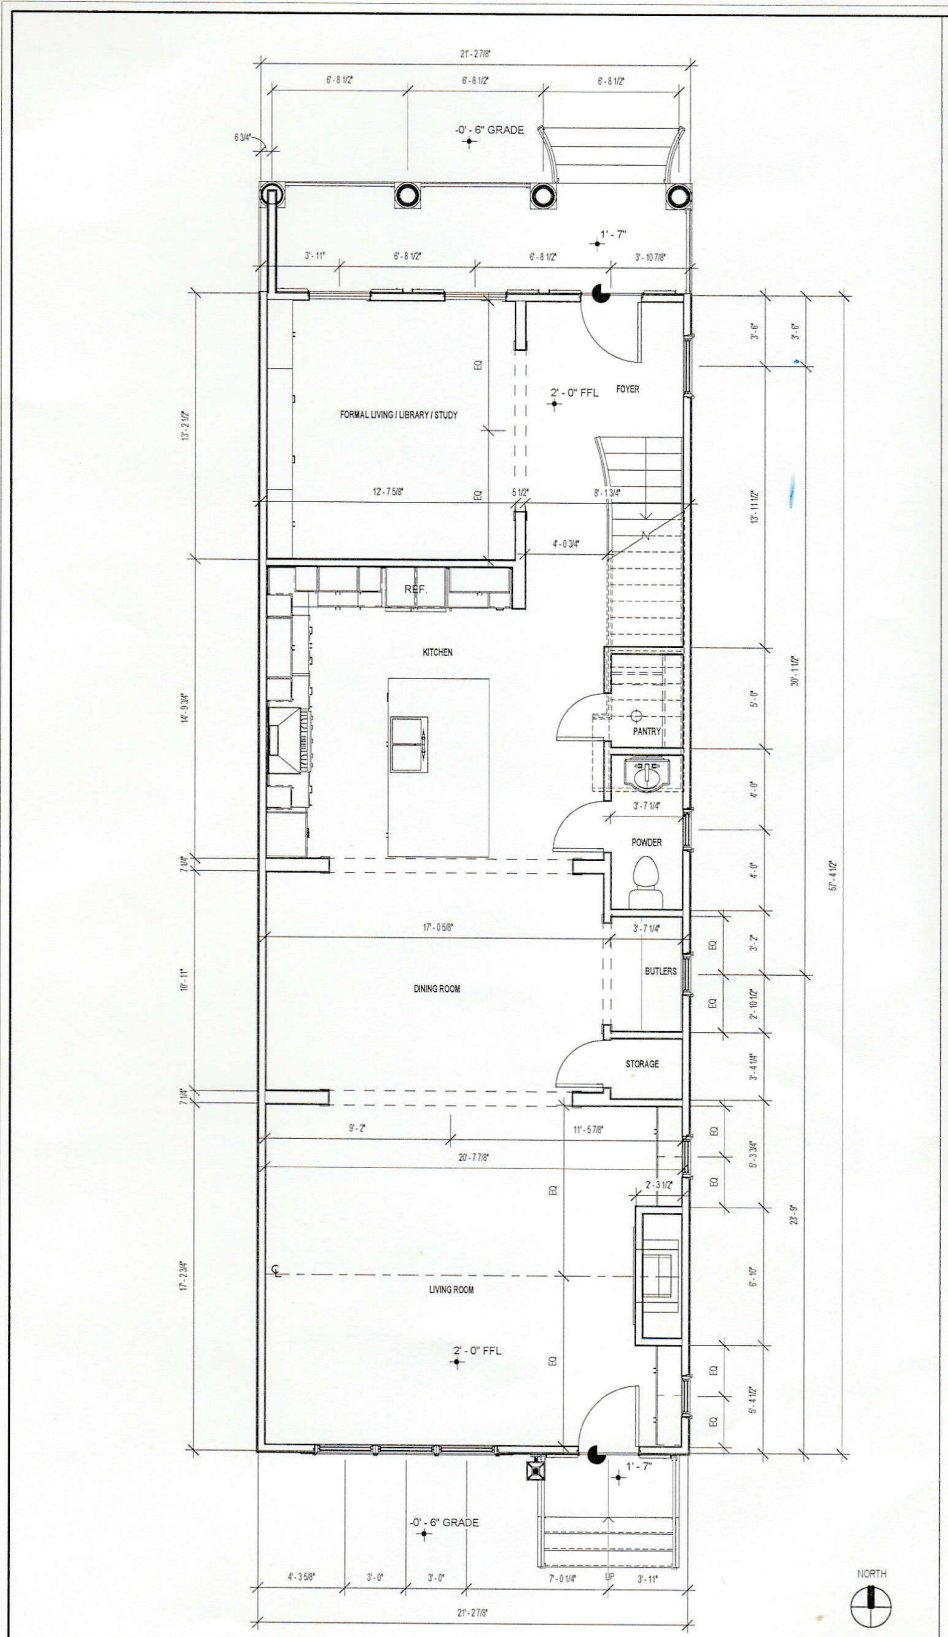 21' - 2 7/8"
6' - 8 1/2" 6' - 8 1/2" 6' - 8 1/2"
-0' - 6" GRADE
6 3/4"
1' - 7"
3' - 11" 6' - 8 1/2" 6' - 8 1/2" 3' - 10 7/8"
3' - 6" 3' - 6"
EQ
FOYER
2' - 0" FFL
FORMAL LIVING / LIBRARY / STUDY
13' - 2 1/2"
12' - 7 5/8" EQ 5 1/2" 8' - 1 3/4"
13' - 11 1/2"
4' - 0 3/4"
REF.
KITCHEN
30' - 1 1/2"
5' - 0"
14' - 9 3/4"
PANTRY
4' - 0"
3' - 7 1/4"
POWDER
7 1/4"
4' - 0"
57' - 4 1/2"
17' - 0 5/8" 3' - 7 1/4"
EQ 3' - 2"
BUTLERS
DINING ROOM
10' - 11"
EQ 2' - 10 1/2"
STORAGE
3' - 4 1/4"
7 1/4"
9' - 2" 11' - 5 7/8"
EQ
20' - 7 7/8"
5' - 3 3/4"
EQ 2' - 3 1/2" EQ
23' - 9"
17' - 2 3/4"
6' - 10"
CL
LIVING ROOM
2' - 0" FFL
EQ EQ
5' - 4 1/2"
EQ
1' - 7"
-0' - 6" GRADE
4' - 3 5/8" 3' - 0" 3' - 0" 7' - 0 1/4" UP 3' - 11"
21' - 2 7/8"
NORTH